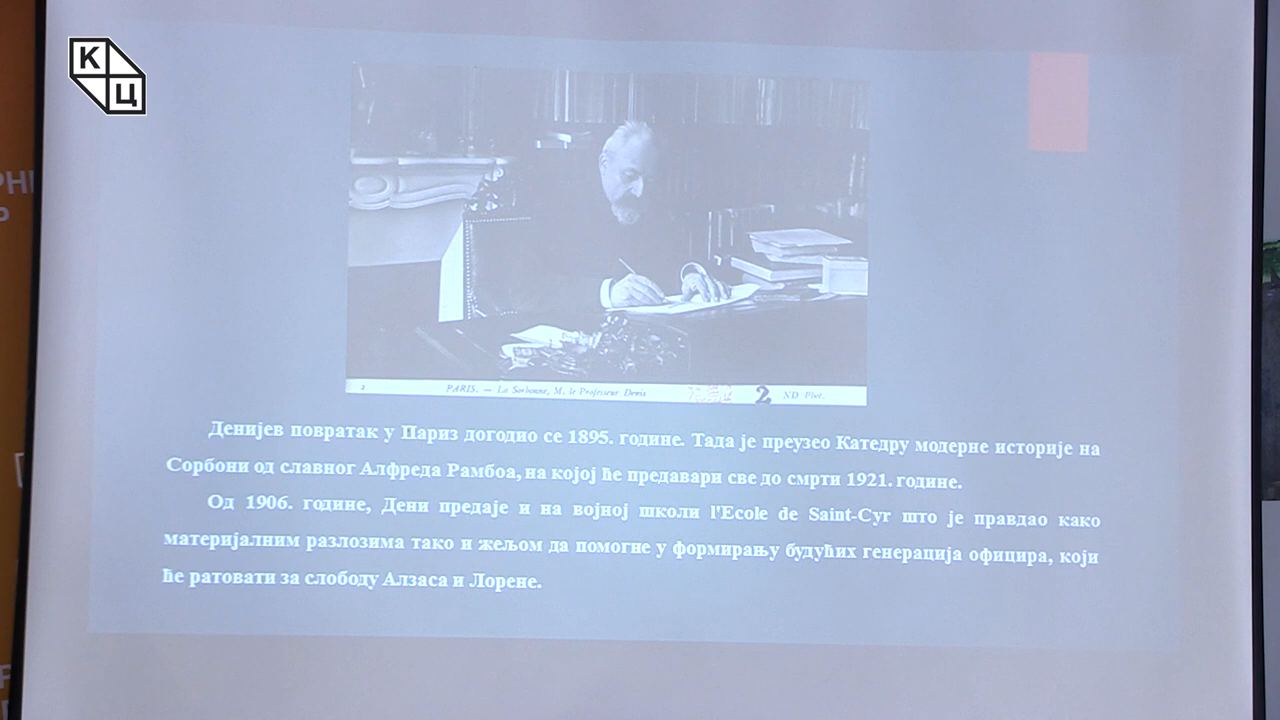 К
Ц
РНІ
Р
2 PARIS. — La Sorbonne, M. le Professeur Denis 2 ND Phot.
Денијев повратак у Париз догодио се 1895. године. Тада је преузео Катедру модерне историје на
Сорбони од славног Алфреда Рамбоа, на којој ће предавари све до смрти 1921. године.
Од 1906. године, Дени предаје и на војној школи l'Ecole de Saint-Cyr што је правдао како
материјалним разлозима тако и жељом да помогне у формирању будућих генерација официра, који
ће ратовати за слободу Алзаса и Лорене.